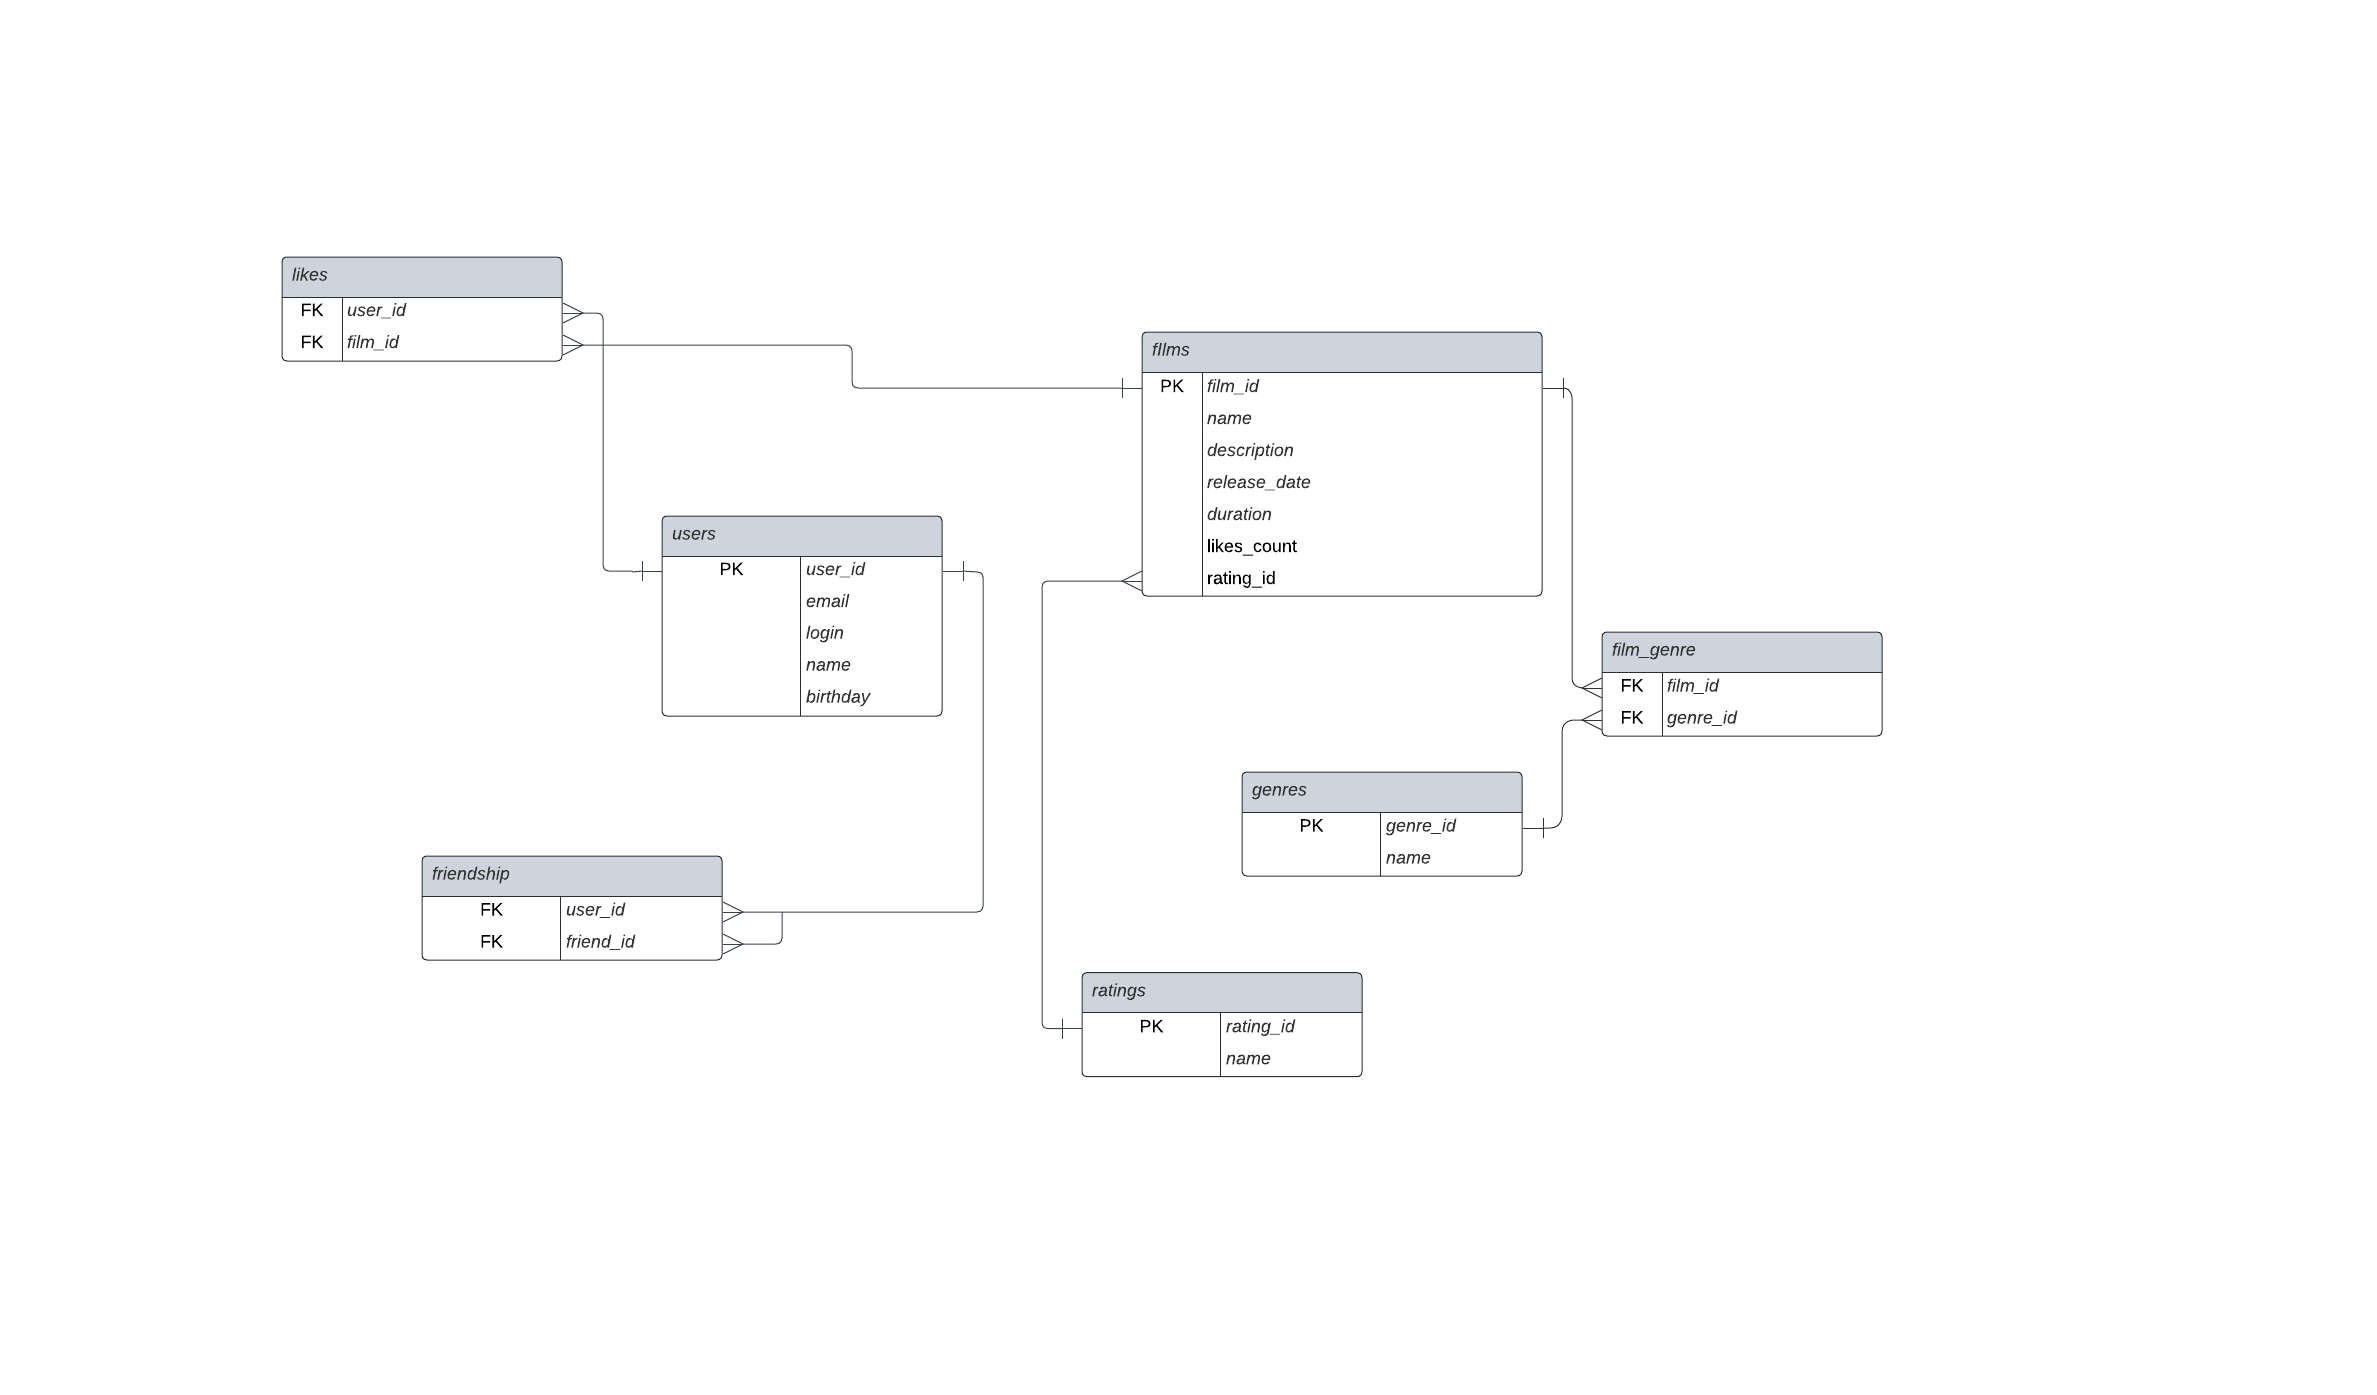 likes
FK user_id
FK film_id
fIlms
PK film_id
name
description
release_date
duration
likes_count
rating_id
users
PK user_id
email
login
name
birthday
film_genre
FK film_id
FK genre_id
genres
PK genre_id
name
friendship
FK user_id
FK friend_id
ratings
PK rating_id
name